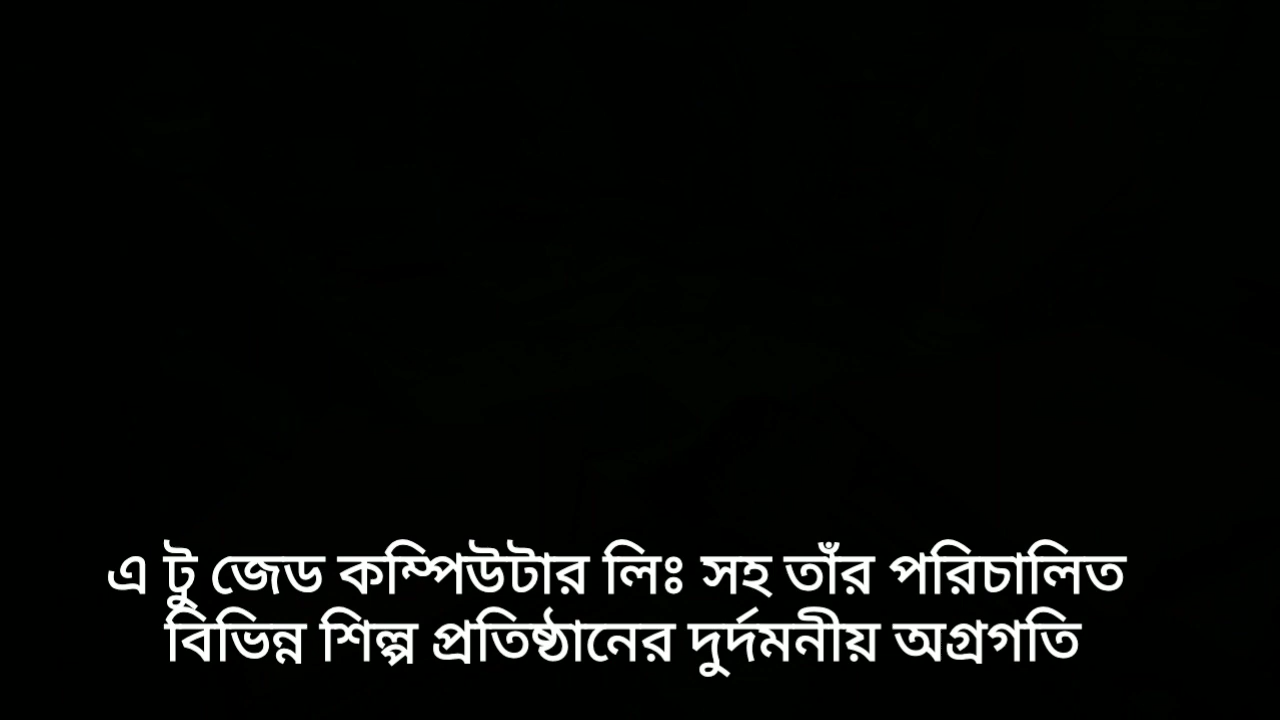 এ টু জেড কম্পিউটার লিঃ সহ তাঁর পরিচালিত
বিভিন্ন শিল্প প্রতিষ্ঠানের দুর্দমনীয় অগ্রগতি